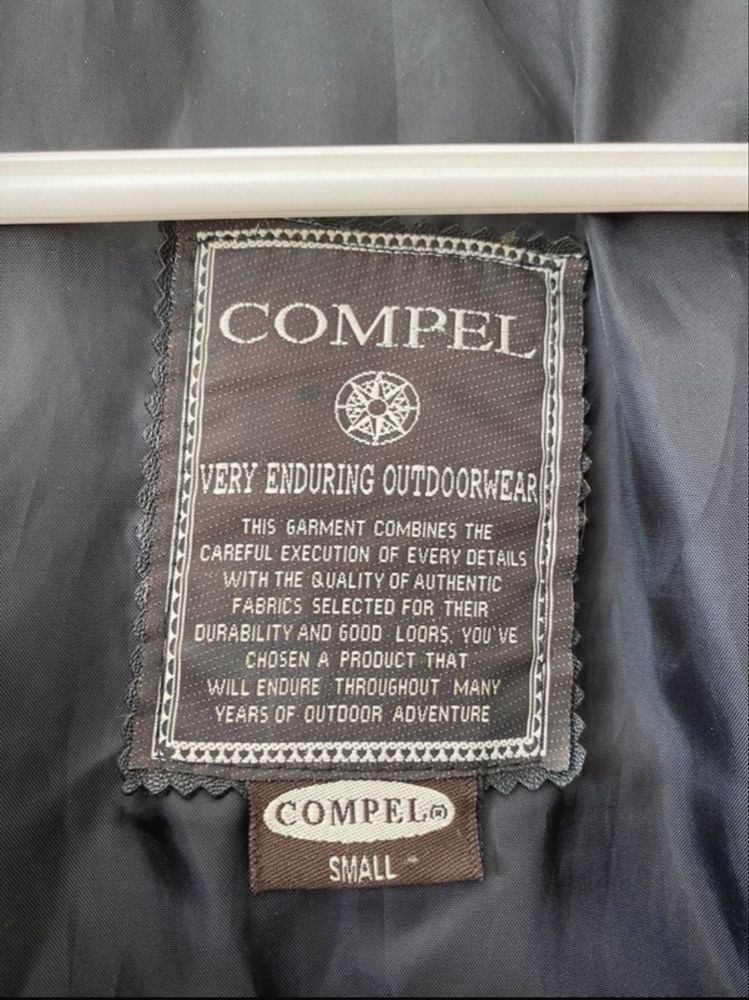 COMPEL
VERY ENDURING OUTDOORWEAR
THIS GARMENT COMBINES THE
CAREFUL EXECUTION OF EVERY DETAILS
WITH THE QUALITY OF AUTHENTIC
FABRICS SELECTED FOR THEIR
DURABILITY AND GOOD LOORS, YOU'VE
CHOSEN A PRODUCT THAT
WILL ENDURE THROUGHOUT MANY
YEARS OF OUTDOOR ADVENTURE
COMPEL®
SMALL